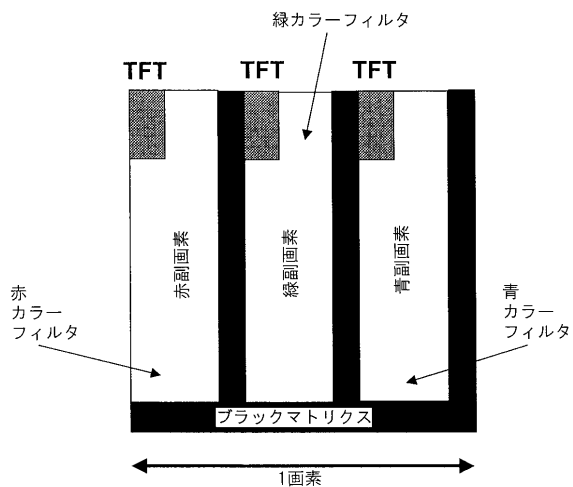 緑カラーフィルタ
TFT
TFT
TFT
赤副画素
緑副画素
青副画素
赤
カラー
フィルタ
青
カラー
フィルタ
ブラックマトリクス
1画素